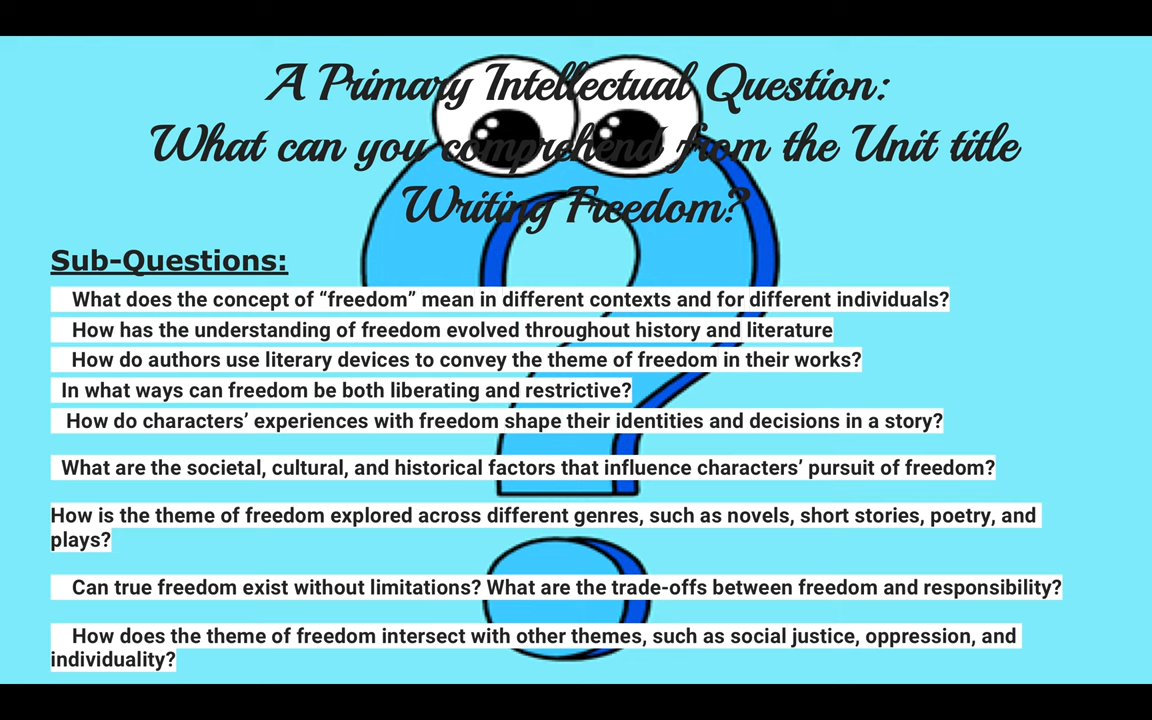 A Primary Intellectual Question:
What can you comprehend from the Unit title
Writing Freedom?
Sub-Questions:
What does the concept of “freedom” mean in different contexts and for different individuals?
How has the understanding of freedom evolved throughout history and literature
How do authors use literary devices to convey the theme of freedom in their works?
In what ways can freedom be both liberating and restrictive?
How do characters’ experiences with freedom shape their identities and decisions in a story?
What are the societal, cultural, and historical factors that influence characters’ pursuit of freedom?
How is the theme of freedom explored across different genres, such as novels, short stories, poetry, and
plays?
Can true freedom exist without limitations? What are the trade-offs between freedom and responsibility?
How does the theme of freedom intersect with other themes, such as social justice, oppression, and
individuality?